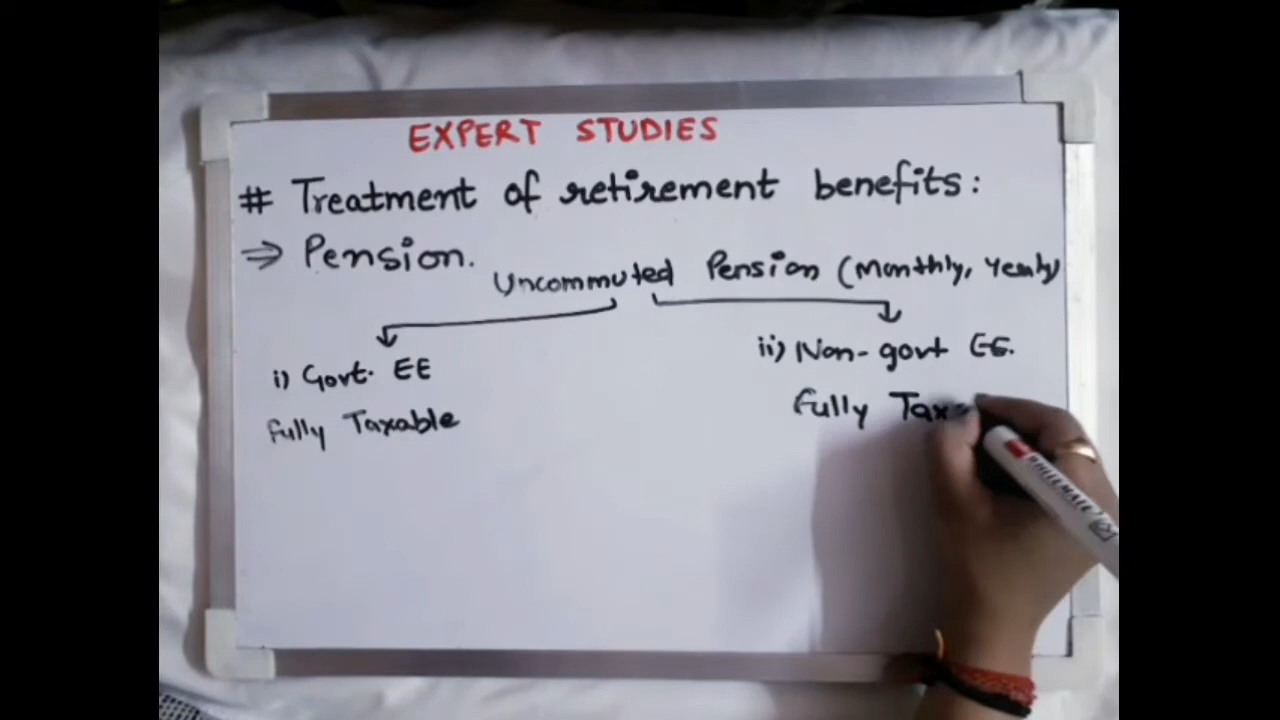 EXPERT STUDIES
# Treatment of retirement benefits:
⇒ Pension.
Uncommuted Pension (Monthly, Yearly)
i) Govt. EE
Fully Taxable
ii) Non-govt EE.
Fully Taxa